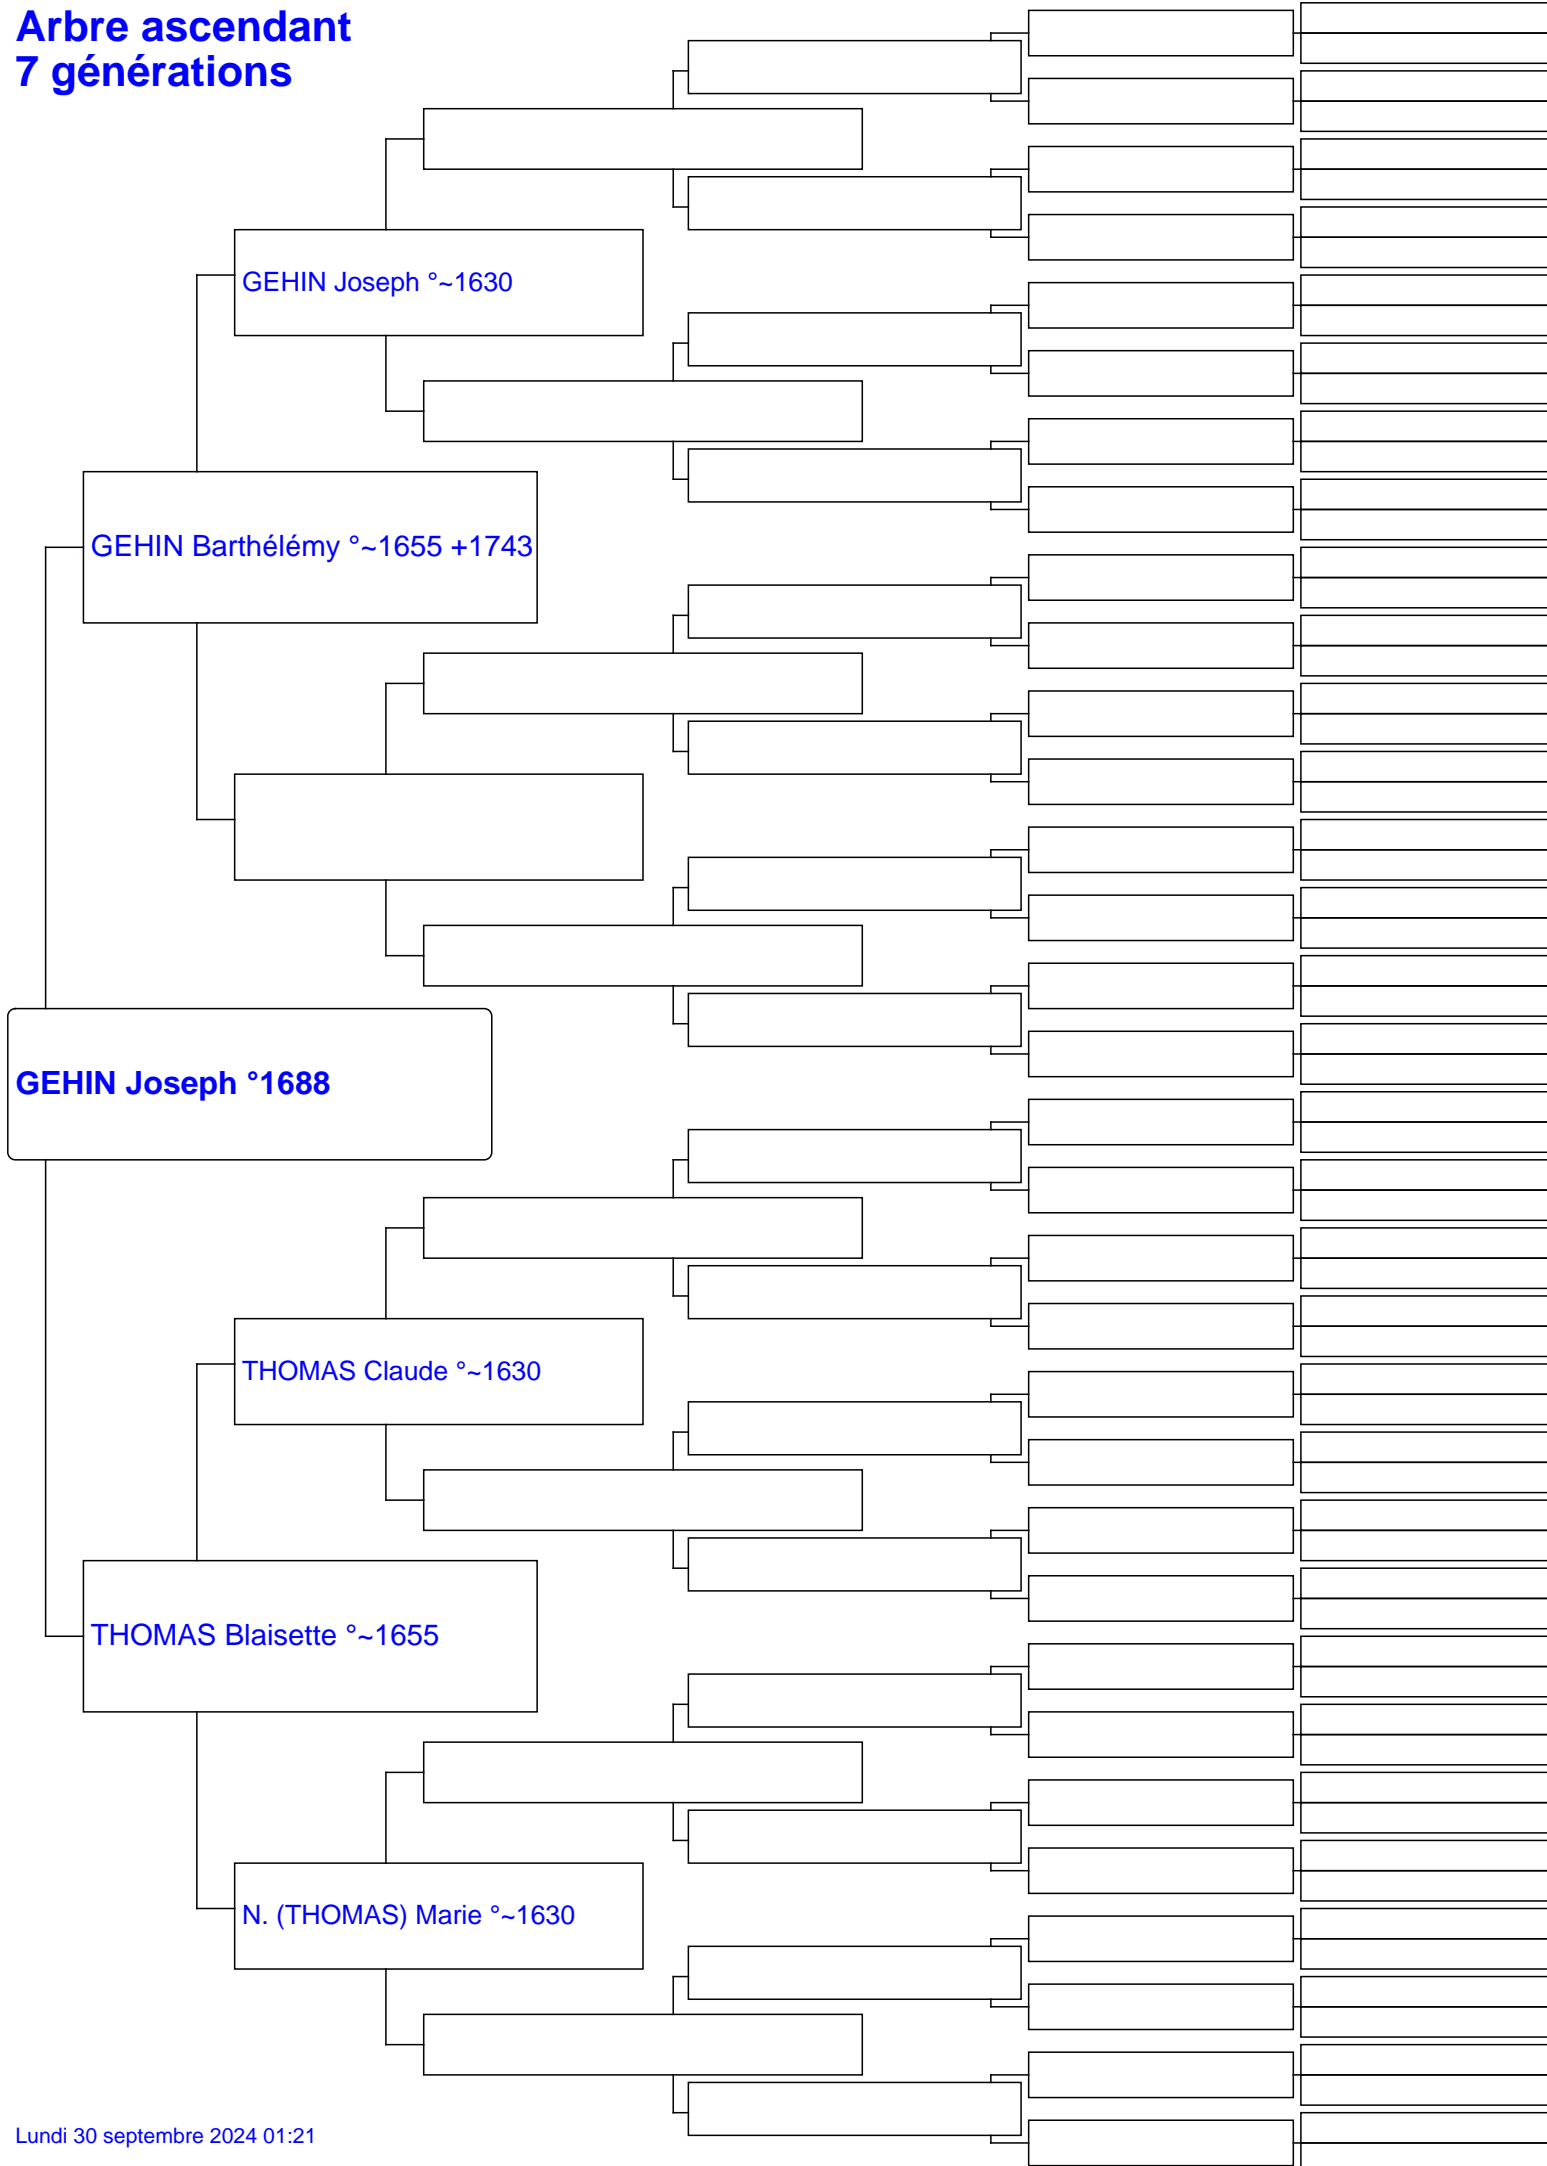 Arbre ascendant
7 générations
GEHIN Joseph °~1630
GEHIN Barthélémy °~1655 +1743
GEHIN Joseph °1688
THOMAS Claude °~1630
THOMAS Blaisette °~1655
N. (THOMAS) Marie °~1630
Lundi 30 septembre 2024 01:21